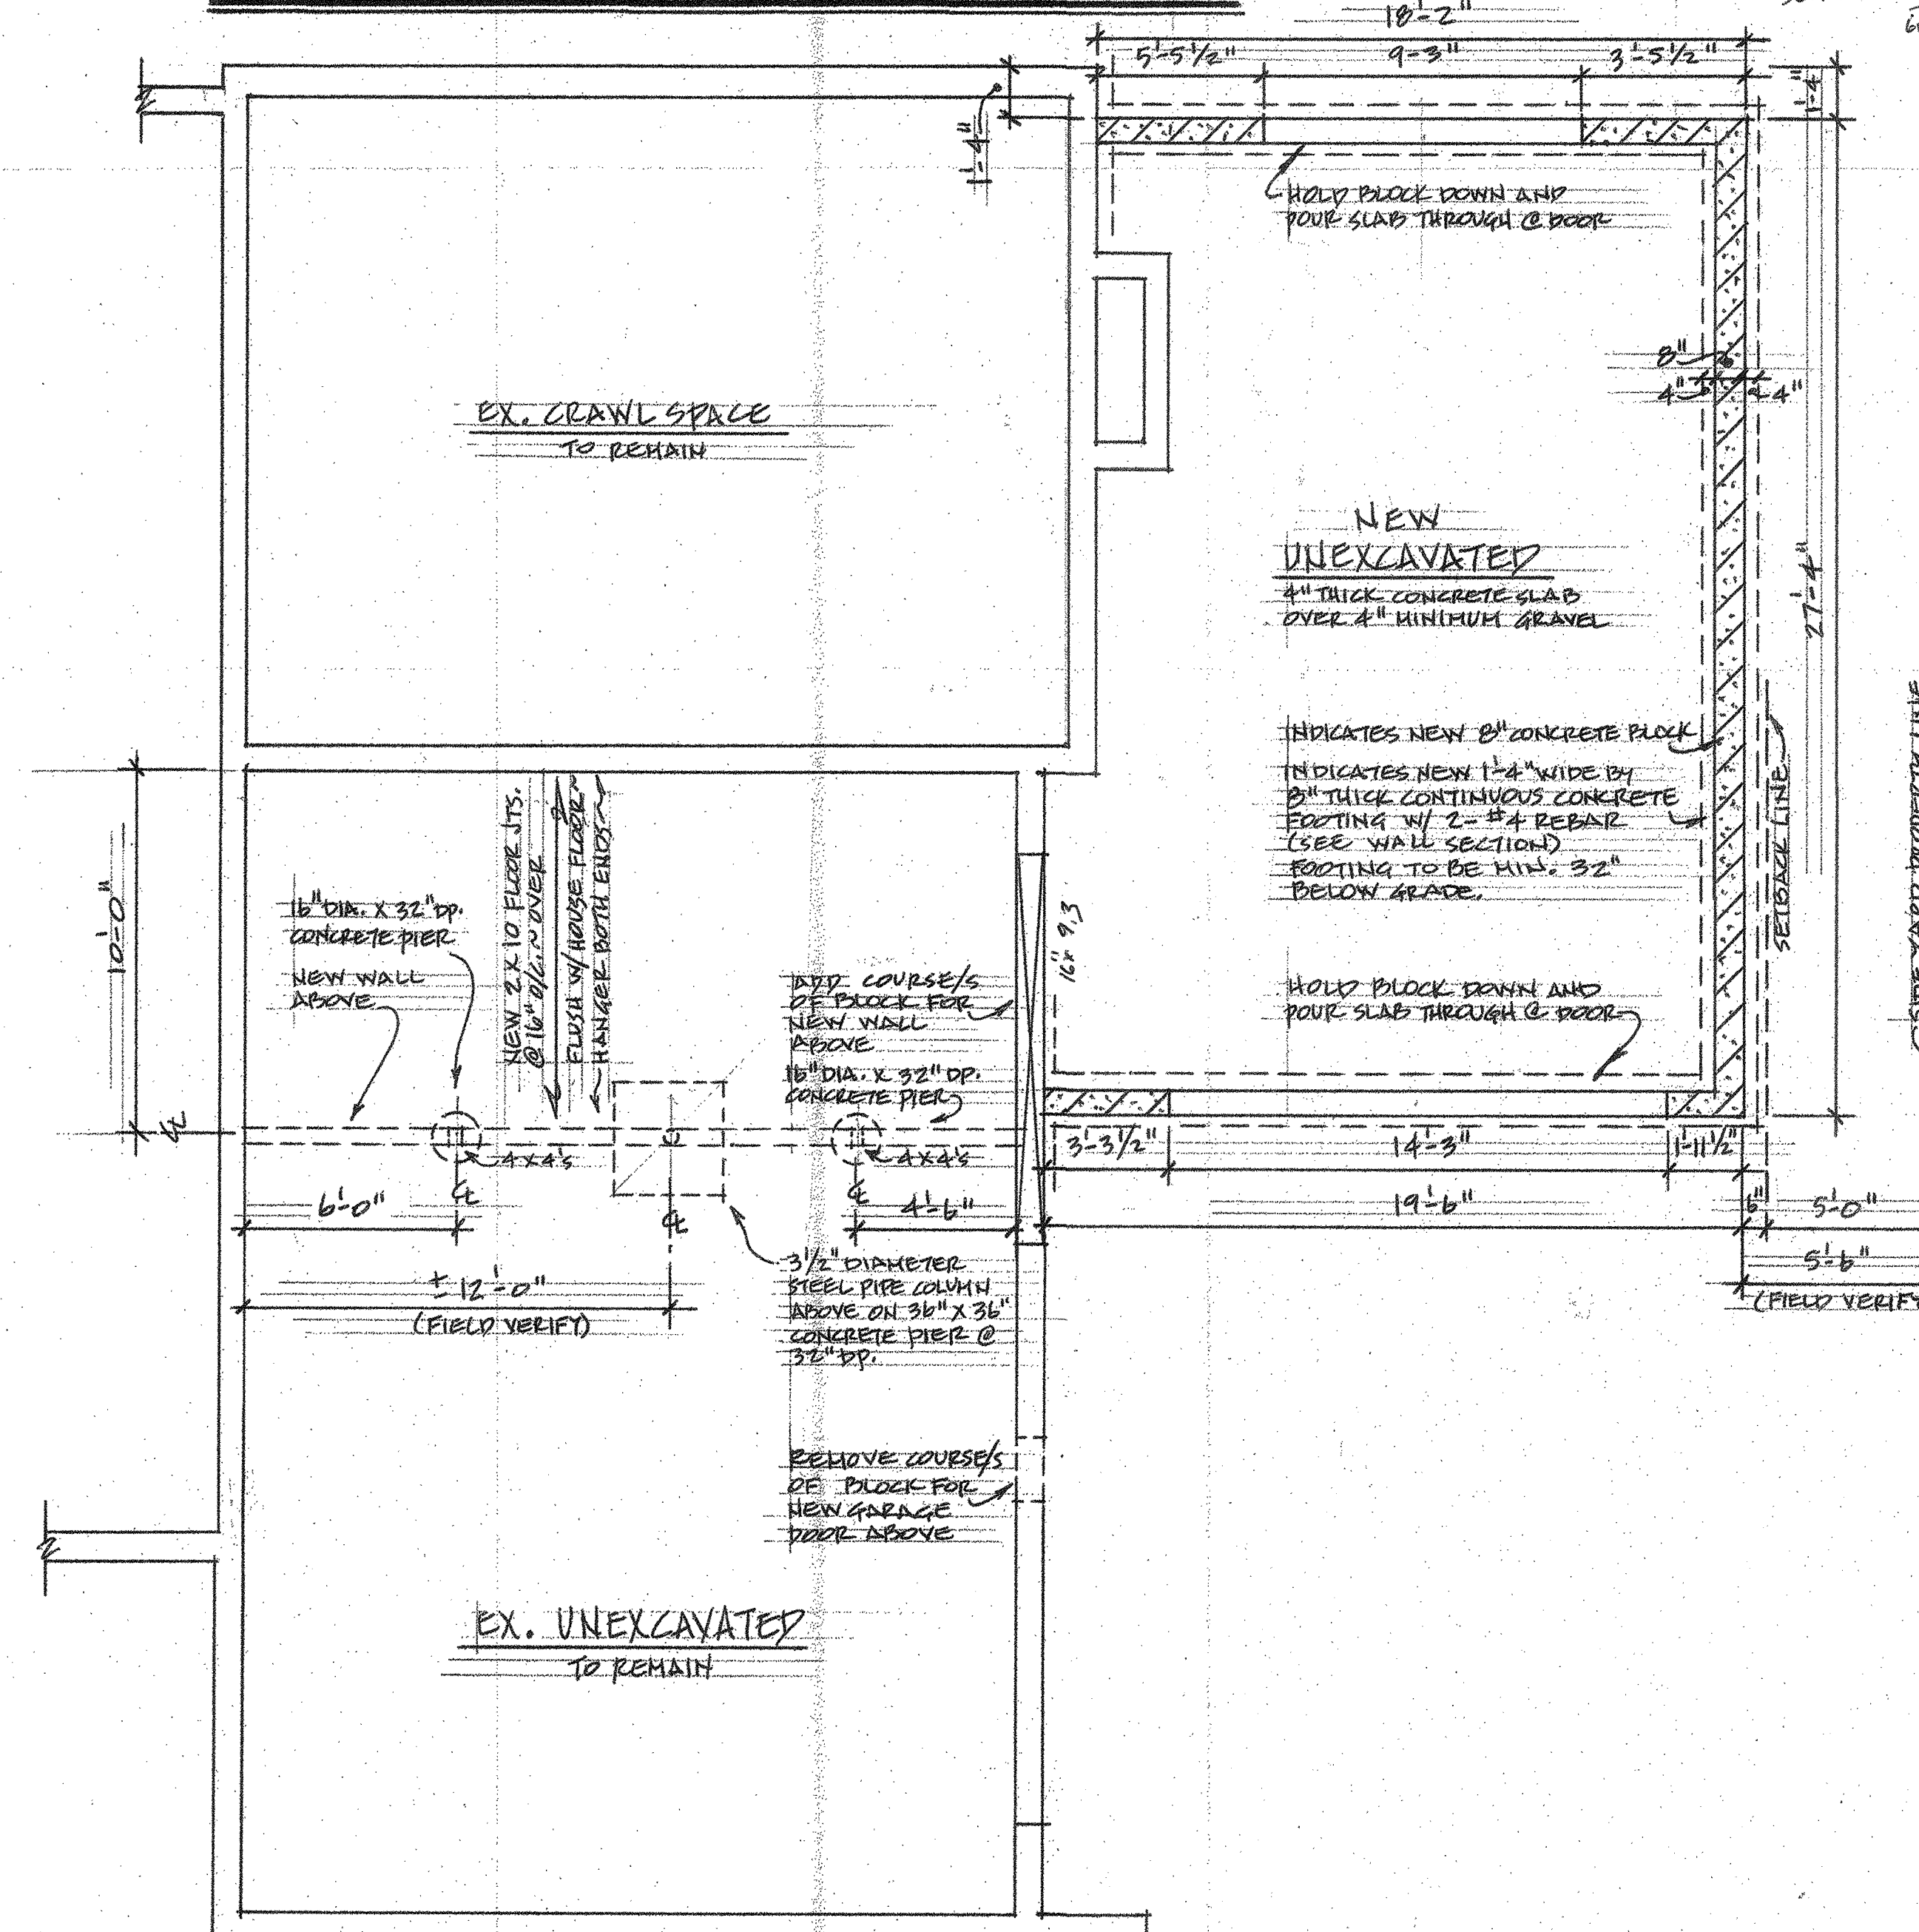 18'-2"
5'-5 1/2" 9'-3" 3'-5 1/2"
1'-4"
1'-4"
HOLD BLOCK DOWN AND
POUR SLAB THROUGH @ DOOR
8"
4" 4"
EX. CRAWL SPACE
TO REMAIN
NEW
UNEXCAVATED
4" THICK CONCRETE SLAB
OVER 4" MINIMUM GRAVEL
27'-4"
INDICATES NEW 8" CONCRETE BLOCK
INDICATES NEW 1'-4" WIDE BY
8" THICK CONTINUOUS CONCRETE
FOOTING W/ 2- #4 REBAR
(SEE WALL SECTION)
FOOTING TO BE MIN. 32"
BELOW GRADE.
SETBACK LINE
10'-0"
16" DIA. X 32" DP.
CONCRETE PIER
NEW WALL
ABOVE
NEW 2X10 FLOOR JTS.
@ 16" O/C. ~ OVER
FLUSH W/ HOUSE FLOOR ~
HANGER BOTH ENDS ~
ADD COURSE/S
OF BLOCK FOR
NEW WALL
ABOVE
16" DIA. X 32" DP.
CONCRETE PIER
16" 9,3
HOLD BLOCK DOWN AND
POUR SLAB THROUGH @ DOOR
℄
4x4's
4x4's
3'-3 1/2" 14'-3" 1'-11 1/2"
6'-0" ℄ ℄ ℄ 4'-6" 19'-6" 6" 5'-0"
5'-6"
(FIELD VERIFY
±12'-0"
(FIELD VERIFY)
3 1/2" DIAMETER
STEEL PIPE COLUMN
ABOVE ON 36" X 36"
CONCRETE PIER @
32" DP.
REMOVE COURSE/S
OF BLOCK FOR
NEW GARAGE
DOOR ABOVE
EX. UNEXCAVATED
TO REMAIN